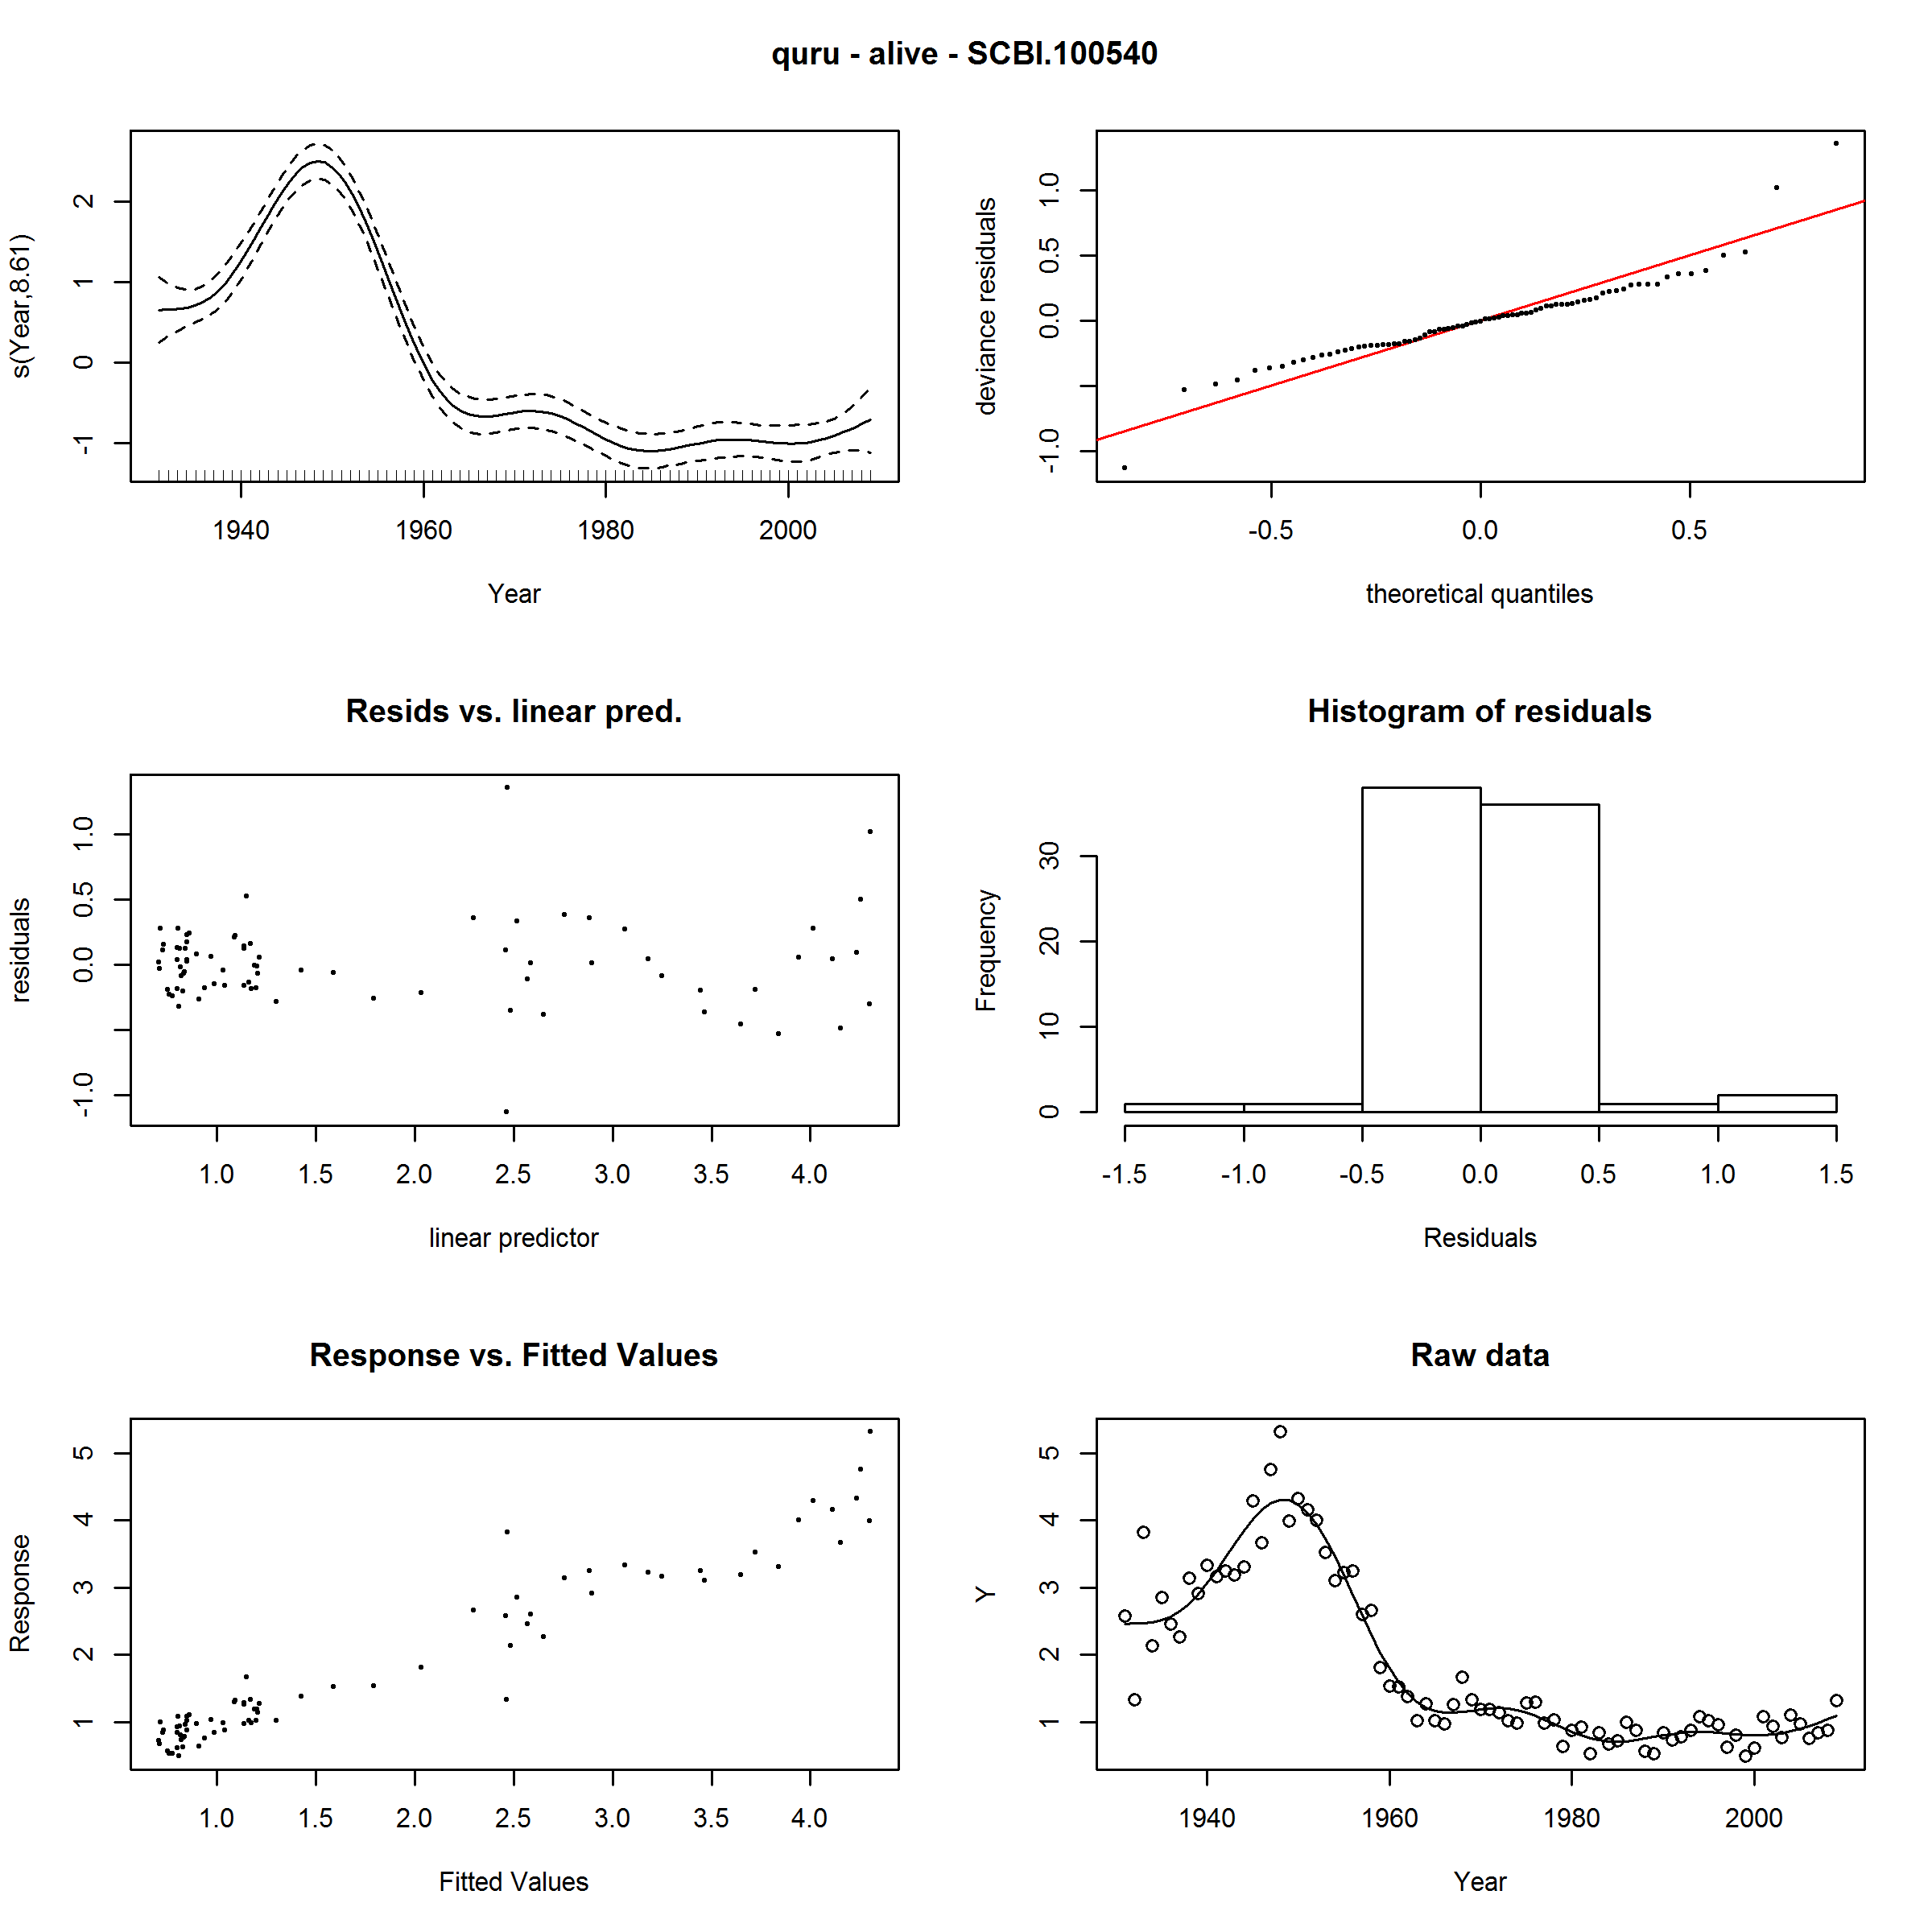 quru - alive - SCBI.100540
s(Year,8.61)
2
1
0
-1
1940 1960 1980 2000
Year
deviance residuals
1.0
0.5
0.0
-1.0
-0.5 0.0 0.5
theoretical quantiles
Resids vs. linear pred.
residuals
1.0
0.5
0.0
-1.0
1.0 1.5 2.0 2.5 3.0 3.5 4.0
linear predictor
Histogram of residuals
Frequency
30
20
10
0
-1.5 -1.0 -0.5 0.0 0.5 1.0 1.5
Residuals
Response vs. Fitted Values
Response
5
4
3
2
1
1.0 1.5 2.0 2.5 3.0 3.5 4.0
Fitted Values
Raw data
Y
5
4
3
2
1
1940 1960 1980 2000
Year